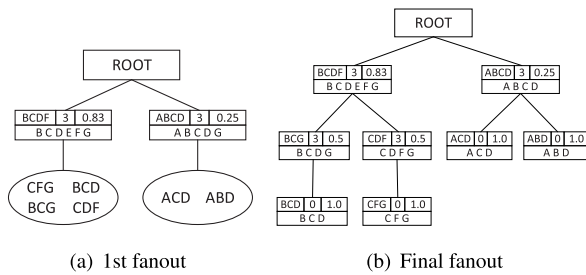 ROOT
BCDF 3 0.83
B C D E F G
ABCD 3 0.25
A B C D G
CFG BCD
BCG CDF
ACD ABD
(a) 1st fanout
ROOT
BCDF 3 0.83
B C D E F G
ABCD 3 0.25
A B C D
BCG 3 0.5
B C D G
CDF 3 0.5
C D F G
ACD 0 1.0
A C D
ABD 0 1.0
A B D
BCD 0 1.0
B C D
CFG 0 1.0
C F G
(b) Final fanout